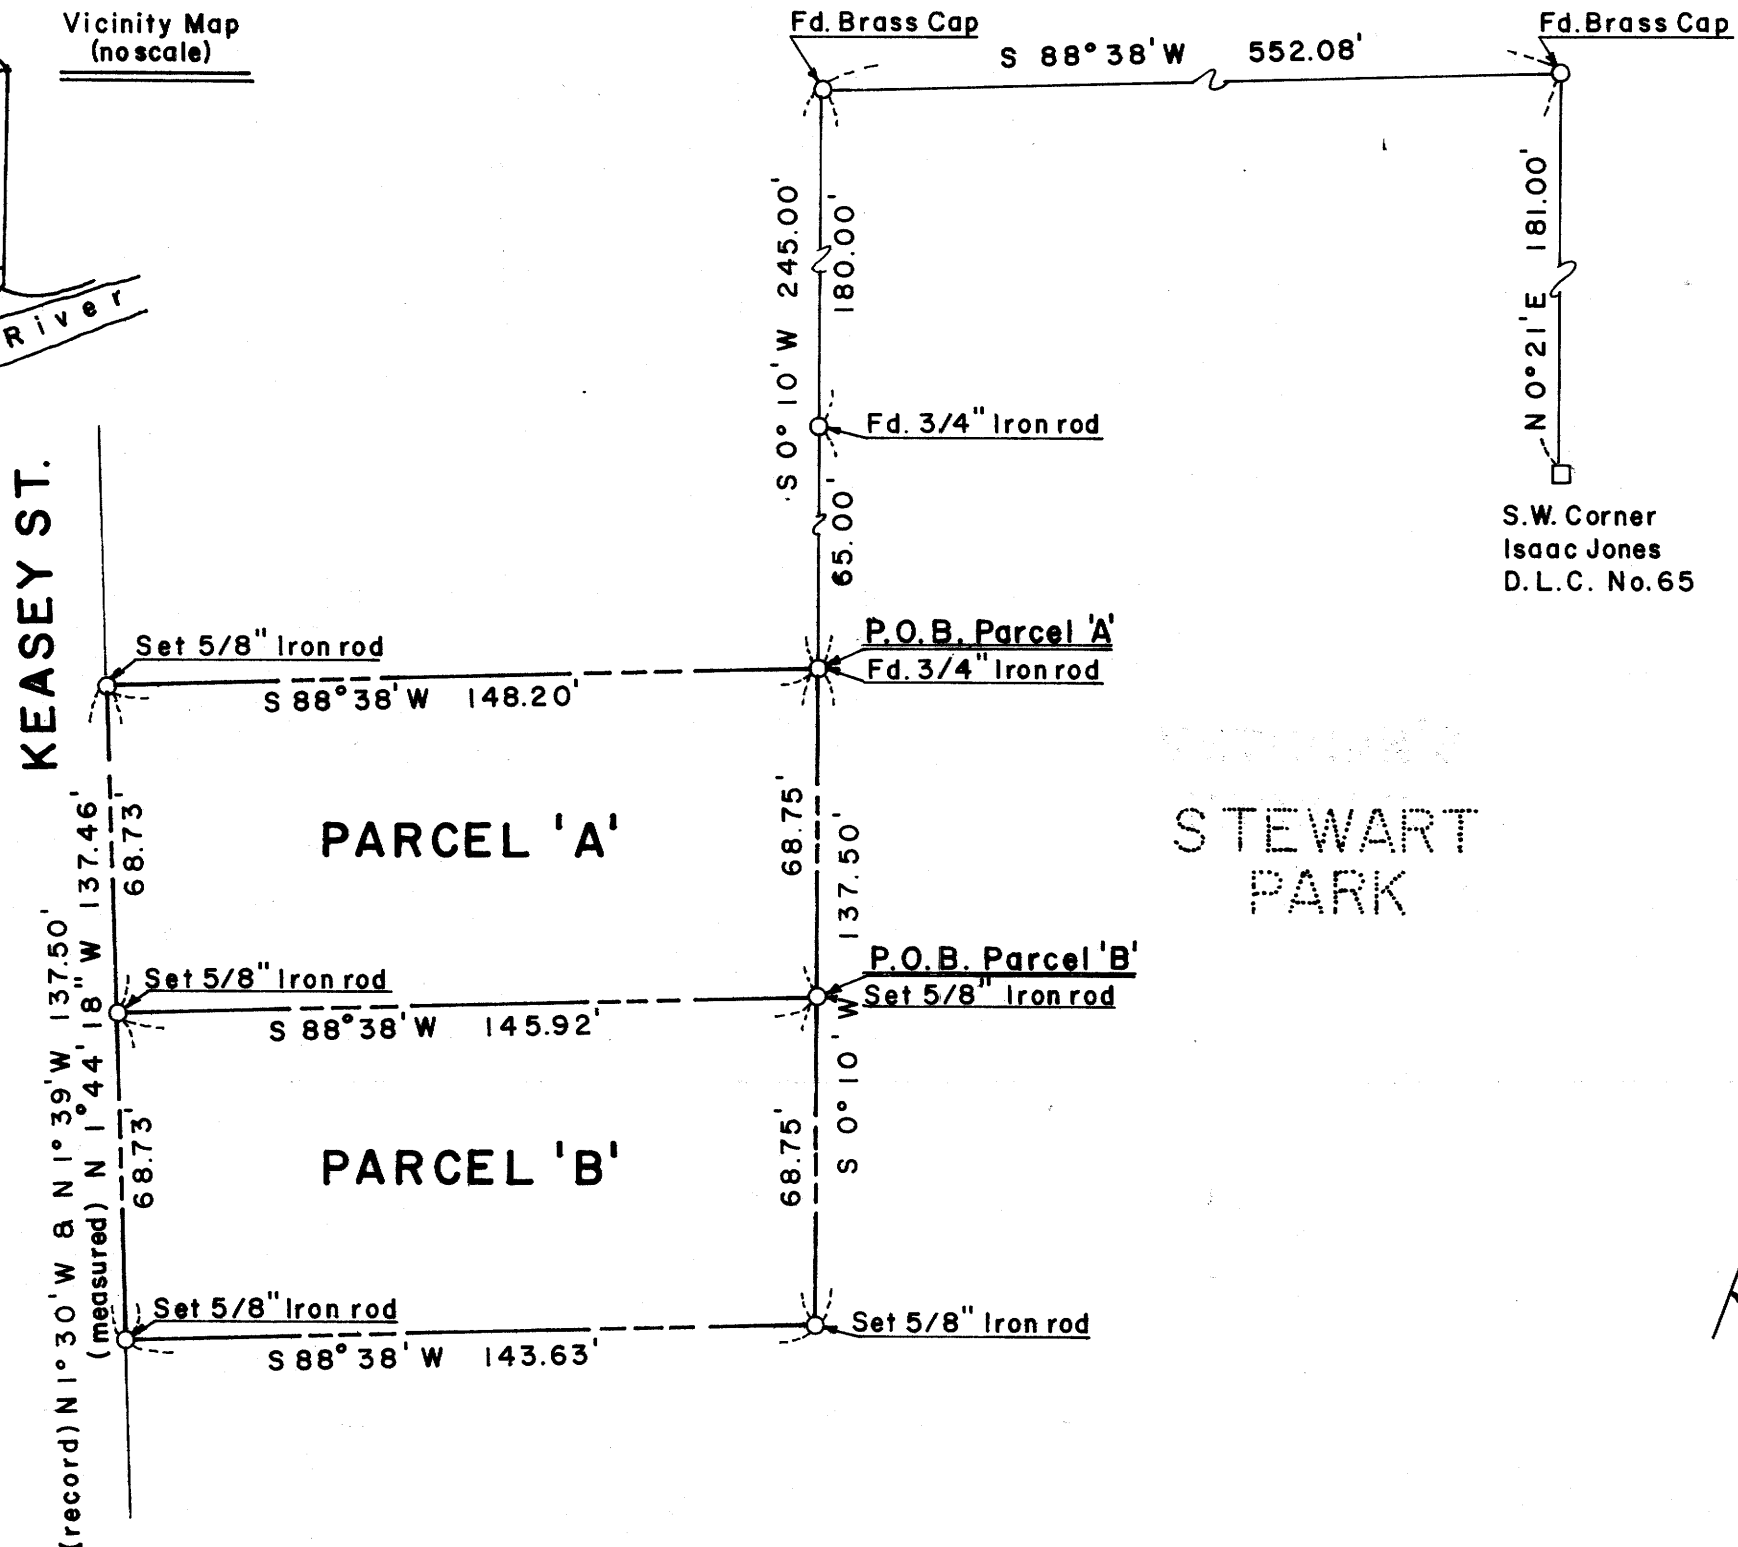 Vicinity Map
(no scale)
River
Fd. Brass Cap
S 88° 38' W 552.08'
Fd. Brass Cap
S 0° 10' W 245.00'
180.00'
N 0° 21' E 181.00'
Fd. 3/4" Iron rod
65.00'
S.W. Corner
Isaac Jones
D.L.C. No. 65
KEASEY ST.
Set 5/8" Iron rod
P.O.B. Parcel 'A'
Fd. 3/4" Iron rod
S 88° 38' W 148.20'
68.73'
PARCEL 'A'
68.75'
S 0° 10' W 137.50'
STEWART
PARK
(record) N 1° 30' W & N 1° 39' W 137.50'
(measured) N 1° 44' 18" W 137.46'
Set 5/8" Iron rod
P.O.B. Parcel 'B'
Set 5/8" Iron rod
S 88° 38' W 145.92'
68.73'
PARCEL 'B'
68.75'
Set 5/8" Iron rod
Set 5/8" Iron rod
S 88° 38' W 143.63'